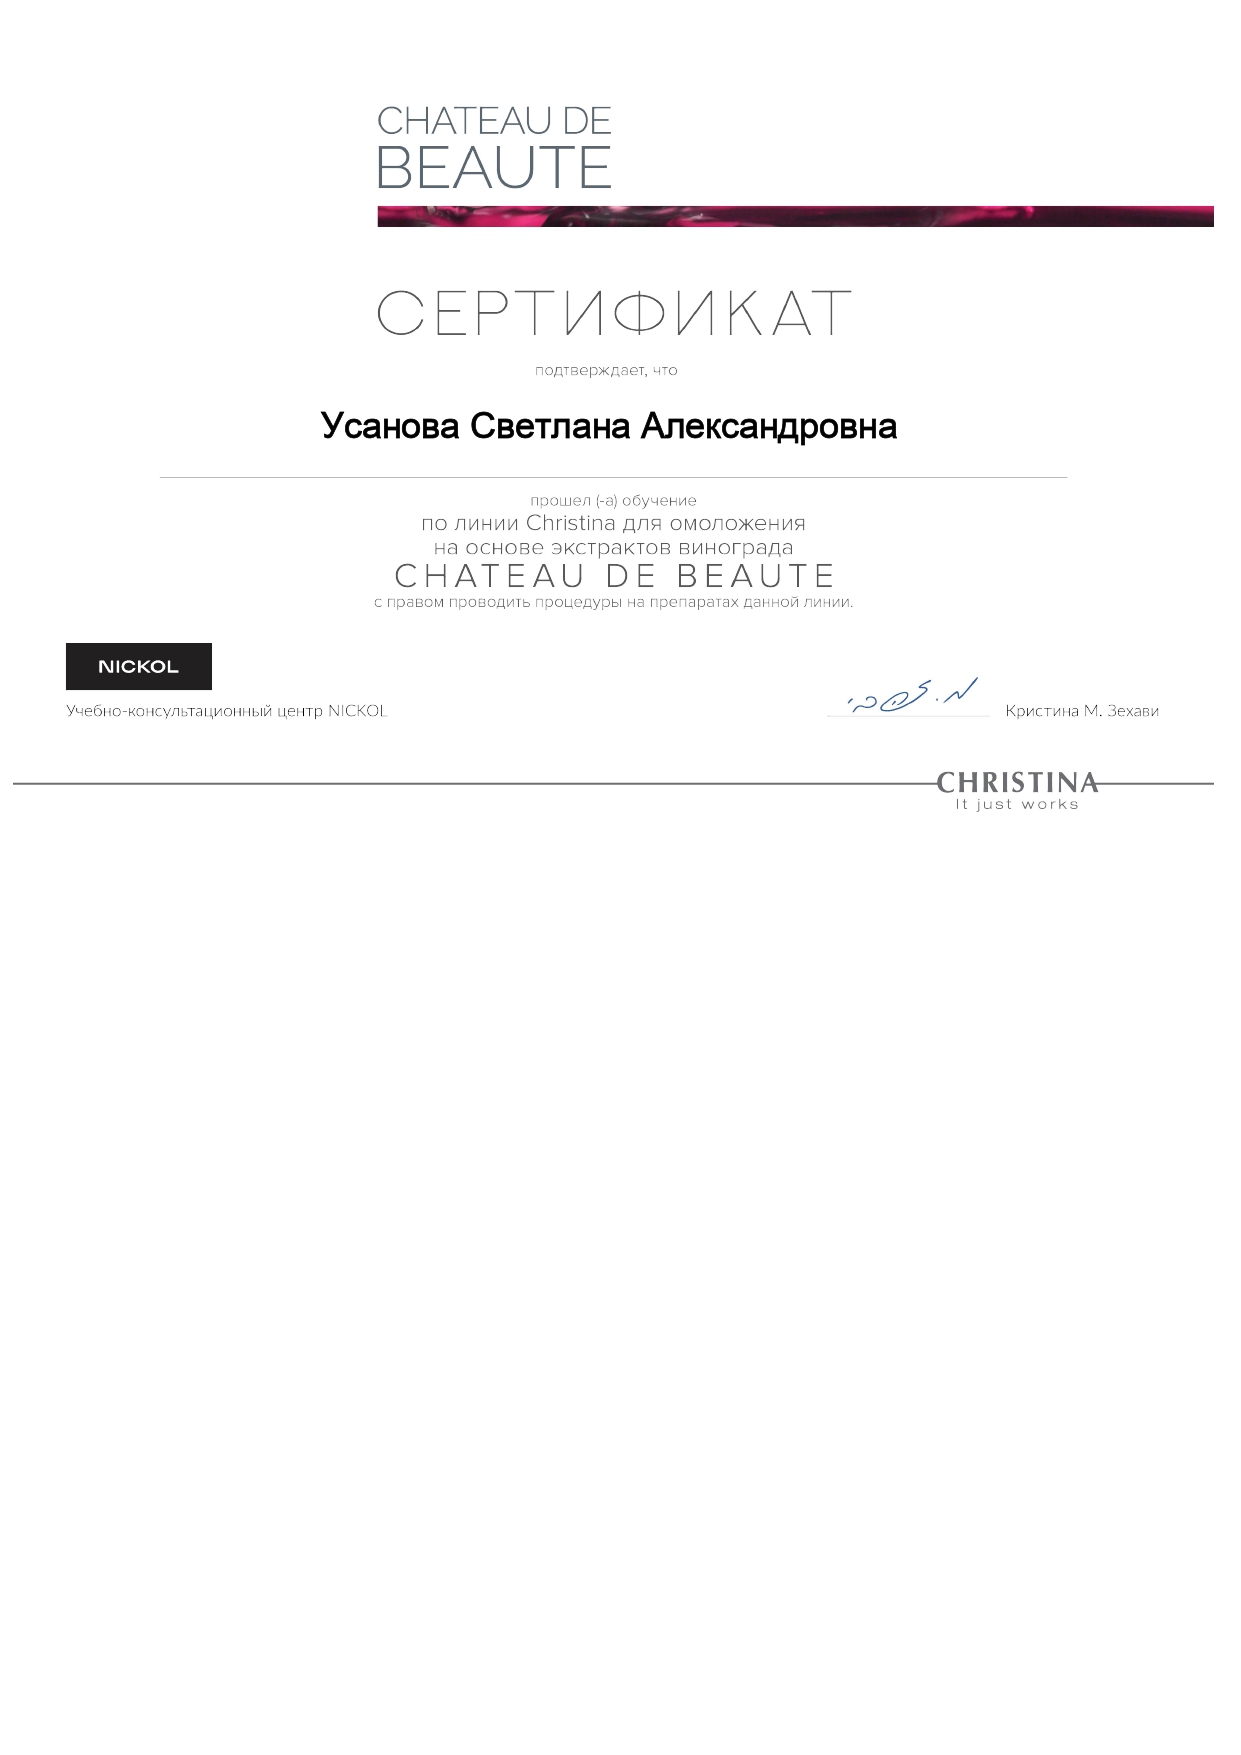 CHATEAU DE
BEAUTE
СЕРТИФИКАТ
подтверждает, что
Усанова Светлана Александровна
прошел (-а) обучение
по линии Christina для омоложения
на основе экстрактов винограда
CHATEAU DE BEAUTE
с правом проводить процедуры на препаратах данной линии.
NICKOL
Учебно-консультационный центр NICKOL
Кристина М. Зехави
CHRISTINA
It just works